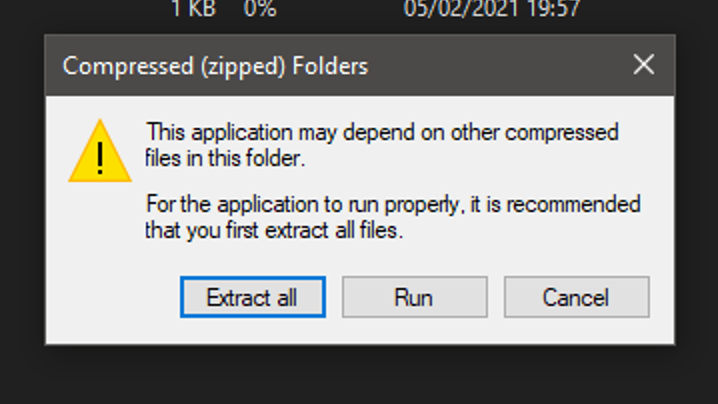 1 KB 0% 05/02/2021 19:57
Compressed (zipped) Folders
This application may depend on other compressed
files in this folder.
For the application to run properly, it is recommended
that you first extract all files.
Extract all Run Cancel